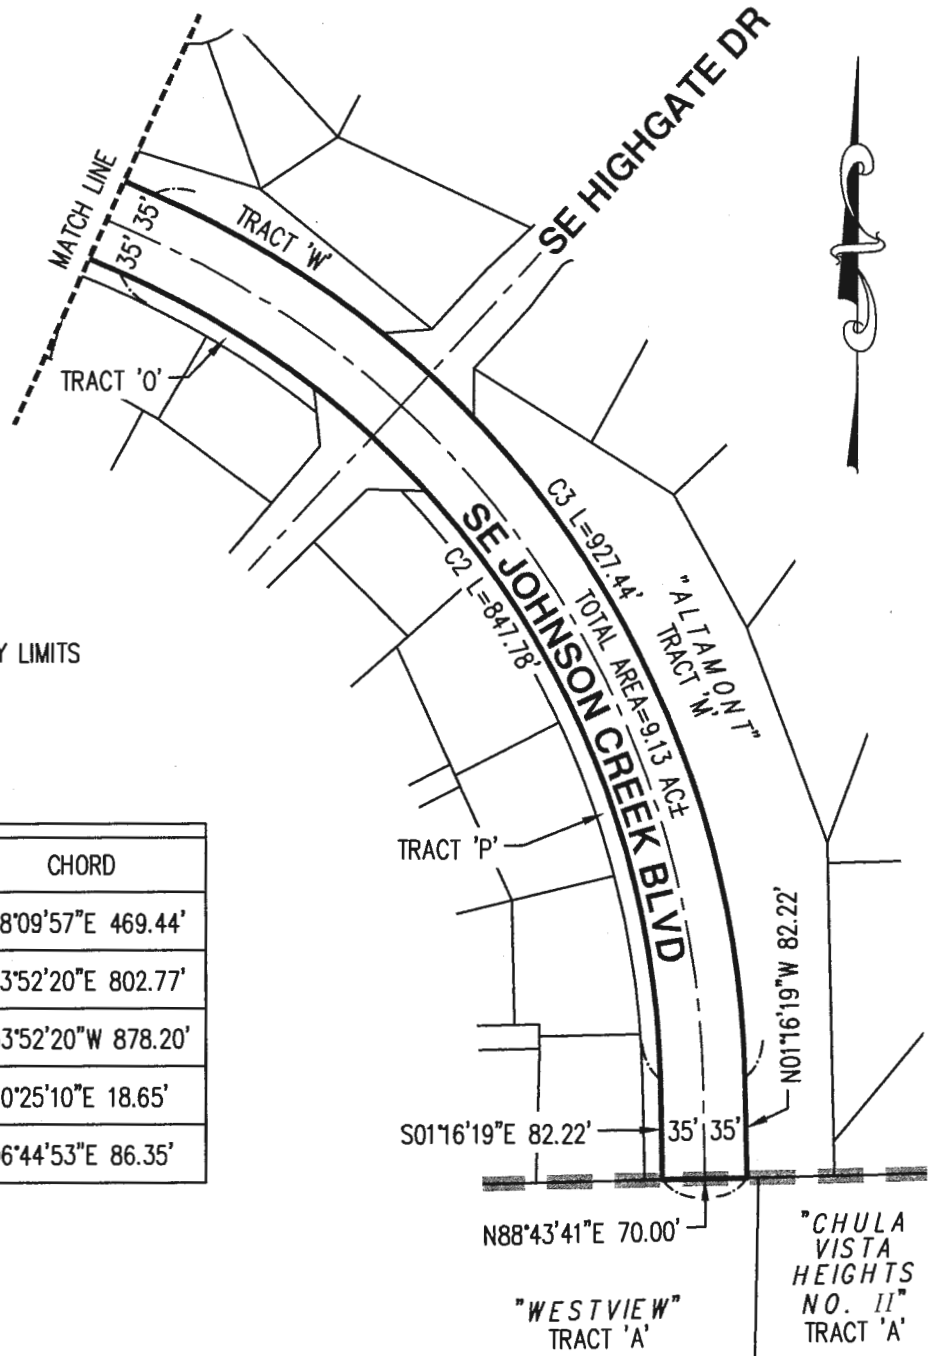 SE HIGHGATE DR
MATCH LINE
35' 35'
TRACT 'W'
TRACT 'O'
C3 L=927.44'
SE JOHNSON CREEK BLVD
C2 L=847.78'
TOTAL AREA=9.13 AC±
"ALTAMONT"
TRACT 'M'
Y LIMITS
TRACT 'P'
CHORD
8°09'57"E 469.44'
3°52'20"E 802.77'
3°52'20"W 878.20'
0°25'10"E 18.65'
6°44'53"E 86.35'
N01°16'19"W 82.22'
S01°16'19"E 82.22'
35' 35'
N88°43'41"E 70.00'
"WESTVIEW"
TRACT 'A'
"CHULA
VISTA
HEIGHTS
NO. II"
TRACT 'A'